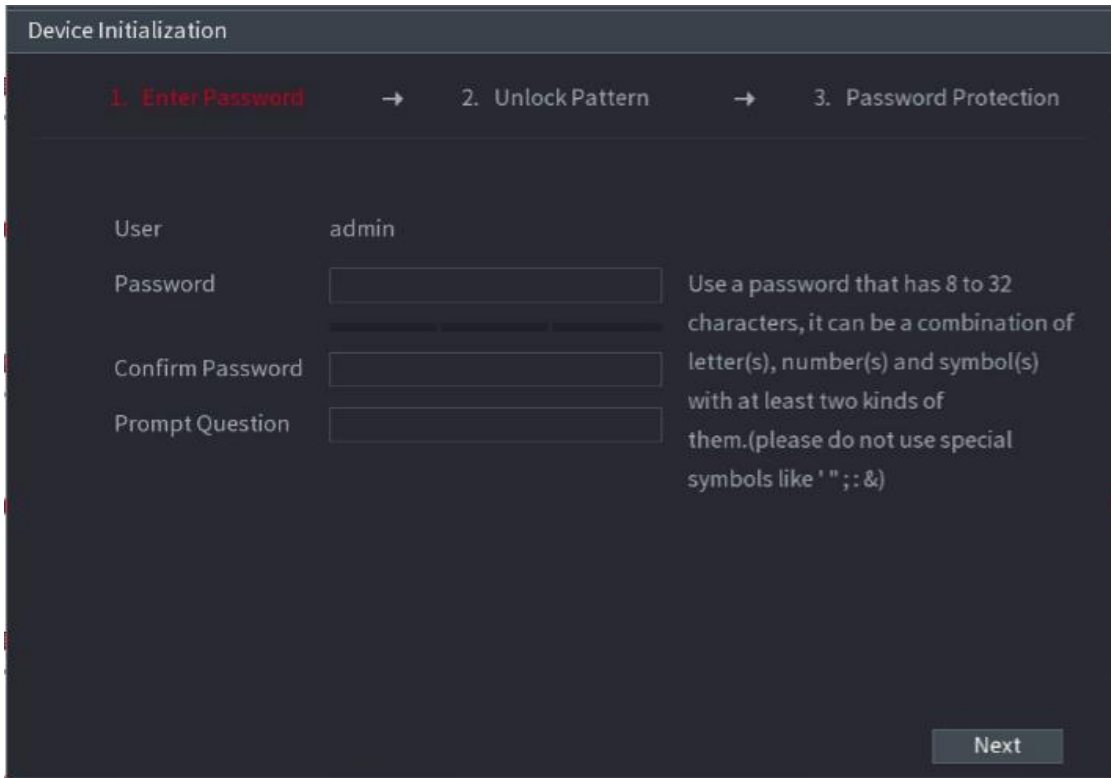 Device Initialization
1. Enter Password → 2. Unlock Pattern → 3. Password Protection
User admin
Password
Use a password that has 8 to 32
characters, it can be a combination of
letter(s), number(s) and symbol(s)
with at least two kinds of
them.(please do not use special
symbols like ' " ; : &)
Confirm Password
Prompt Question
Next